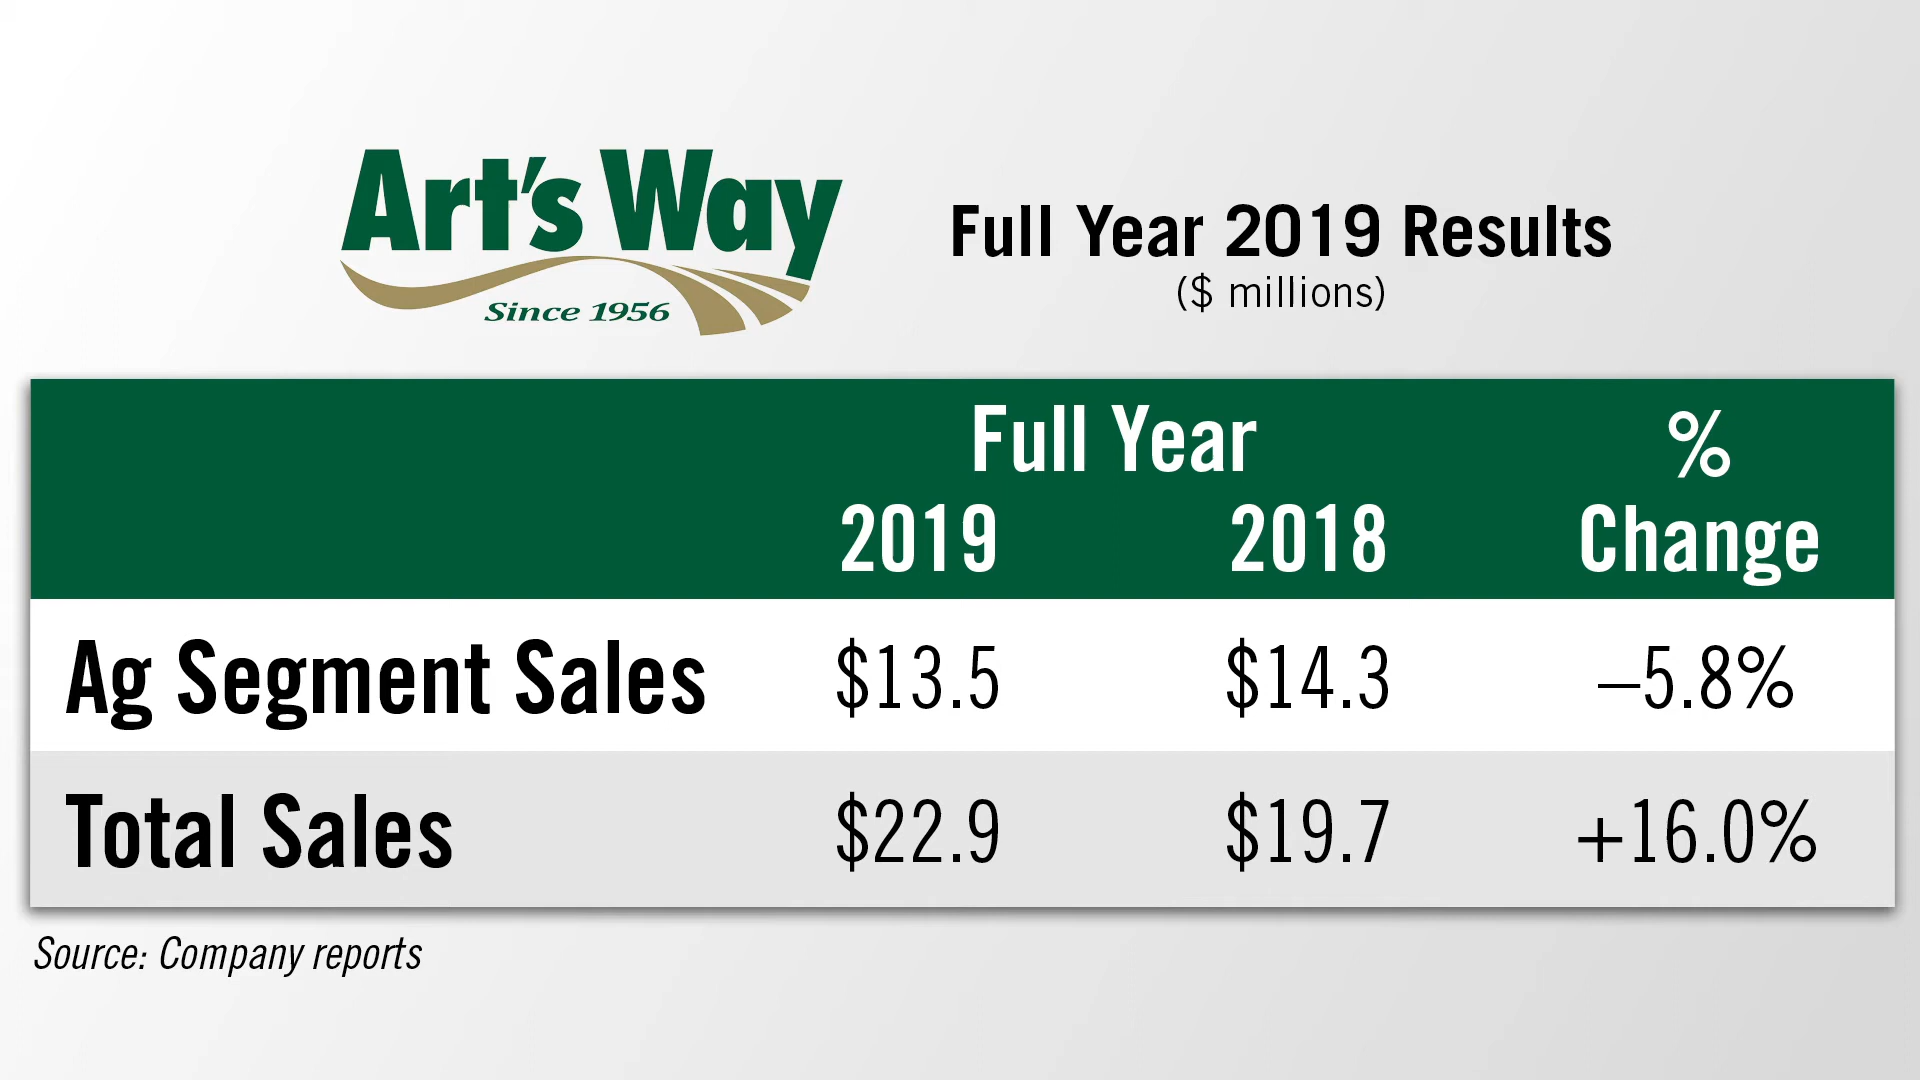 Art's Way
Since 1956
Full Year 2019 Results
($ millions)
Full Year
%
2019 2018 Change
Ag Segment Sales $13.5 $14.3 –5.8%
Total Sales $22.9 $19.7 +16.0%
Source: Company reports